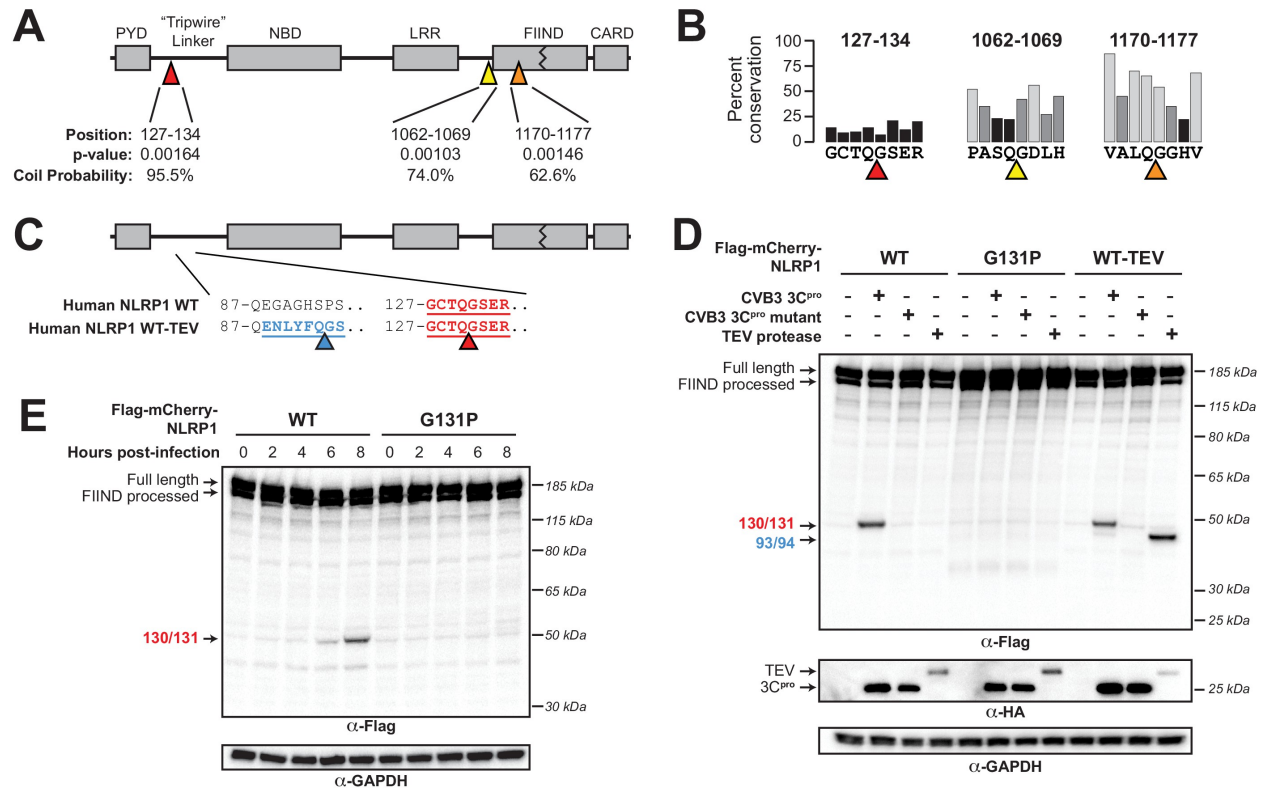 A
"Tripwire"
PYD Linker NBD LRR FIIND CARD
Position: 127-134 1062-1069 1170-1177
p-value: 0.00164 0.00103 0.00146
Coil Probability: 95.5% 74.0% 62.6%
B
Percent conservation
100
75
50
25
0
127-134 1062-1069 1170-1177
GCTQGSER PASQGDLH VALQGGHV
C
Human NLRP1 WT 87-QEGAGHSPS.. 127-GCTQGSER..
Human NLRP1 WT-TEV 87-QENLYFQGS.. 127-GCTQGSER..
D
Flag-mCherry-
NLRP1 WT G131P WT-TEV
CVB3 3Cpro - + - - - + - - - + - -
CVB3 3Cpro mutant - - + - - - + - - - + -
TEV protease - - - + - - - + - - - +
Full length
FIIND processed
185 kDa
115 kDa
80 kDa
65 kDa
50 kDa
30 kDa
25 kDa
130/131
93/94
α-Flag
TEV
3Cpro
25 kDa
α-HA
α-GAPDH
E
Flag-mCherry-
NLRP1 WT G131P
Hours post-infection 0 2 4 6 8 0 2 4 6 8
Full length
FIIND processed
185 kDa
115 kDa
80 kDa
65 kDa
50 kDa
30 kDa
130/131
α-Flag
α-GAPDH